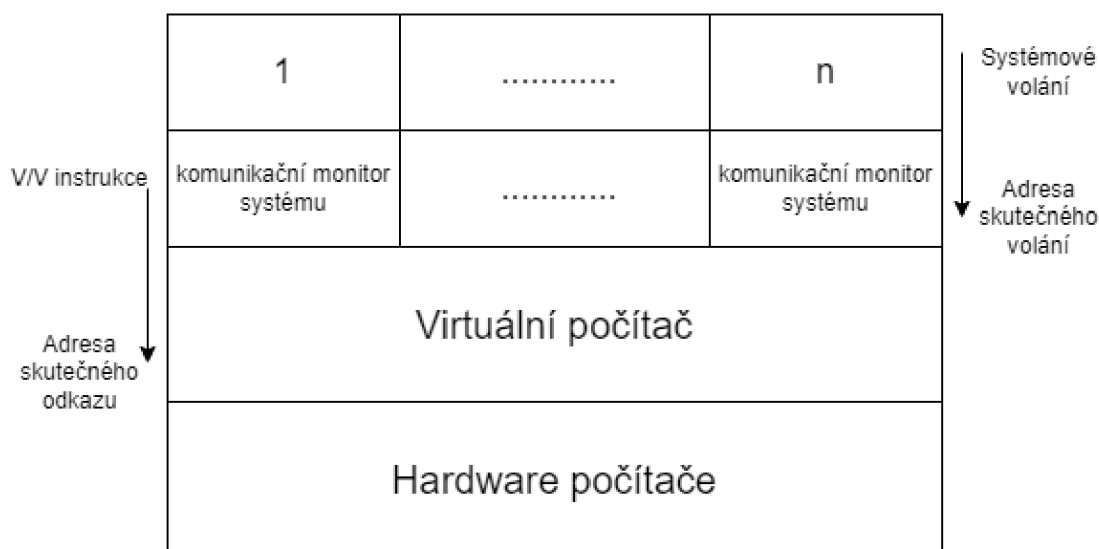 1
............
n
Systémové
volání
V/V instrukce
komunikační monitor
systému
............
komunikační monitor
systému
Adresa
skutečného
volání
Virtuální počítač
Adresa
skutečného
odkazu
Hardware počítače